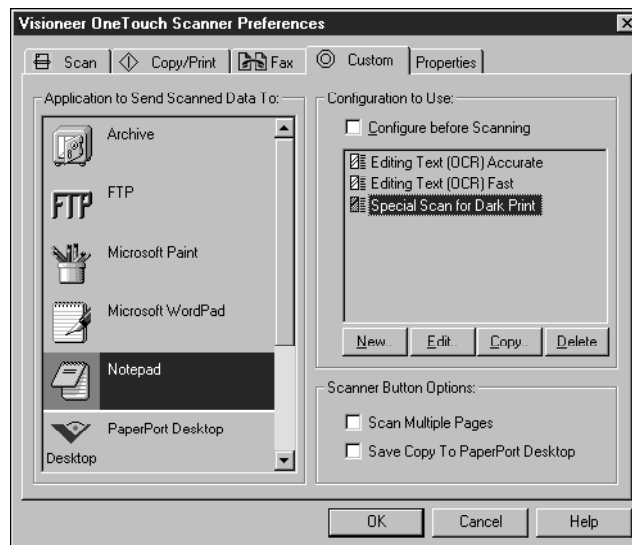 Visioneer OneTouch Scanner Preferences
Scan
Copy/Print
Fax
Custom
Properties
Application to Send Scanned Data To:
Archive
FTP
FTP
Microsoft Paint
Microsoft WordPad
Notepad
PaperPort Desktop
Desktop
Configuration to Use:
Configure before Scanning
Editing Text (OCR) Accurate
Editing Text (OCR) Fast
Special Scan for Dark Print
New..
Edit..
Copy..
Delete
Scanner Button Options:
Scan Multiple Pages
Save Copy To PaperPort Desktop
OK
Cancel
Help